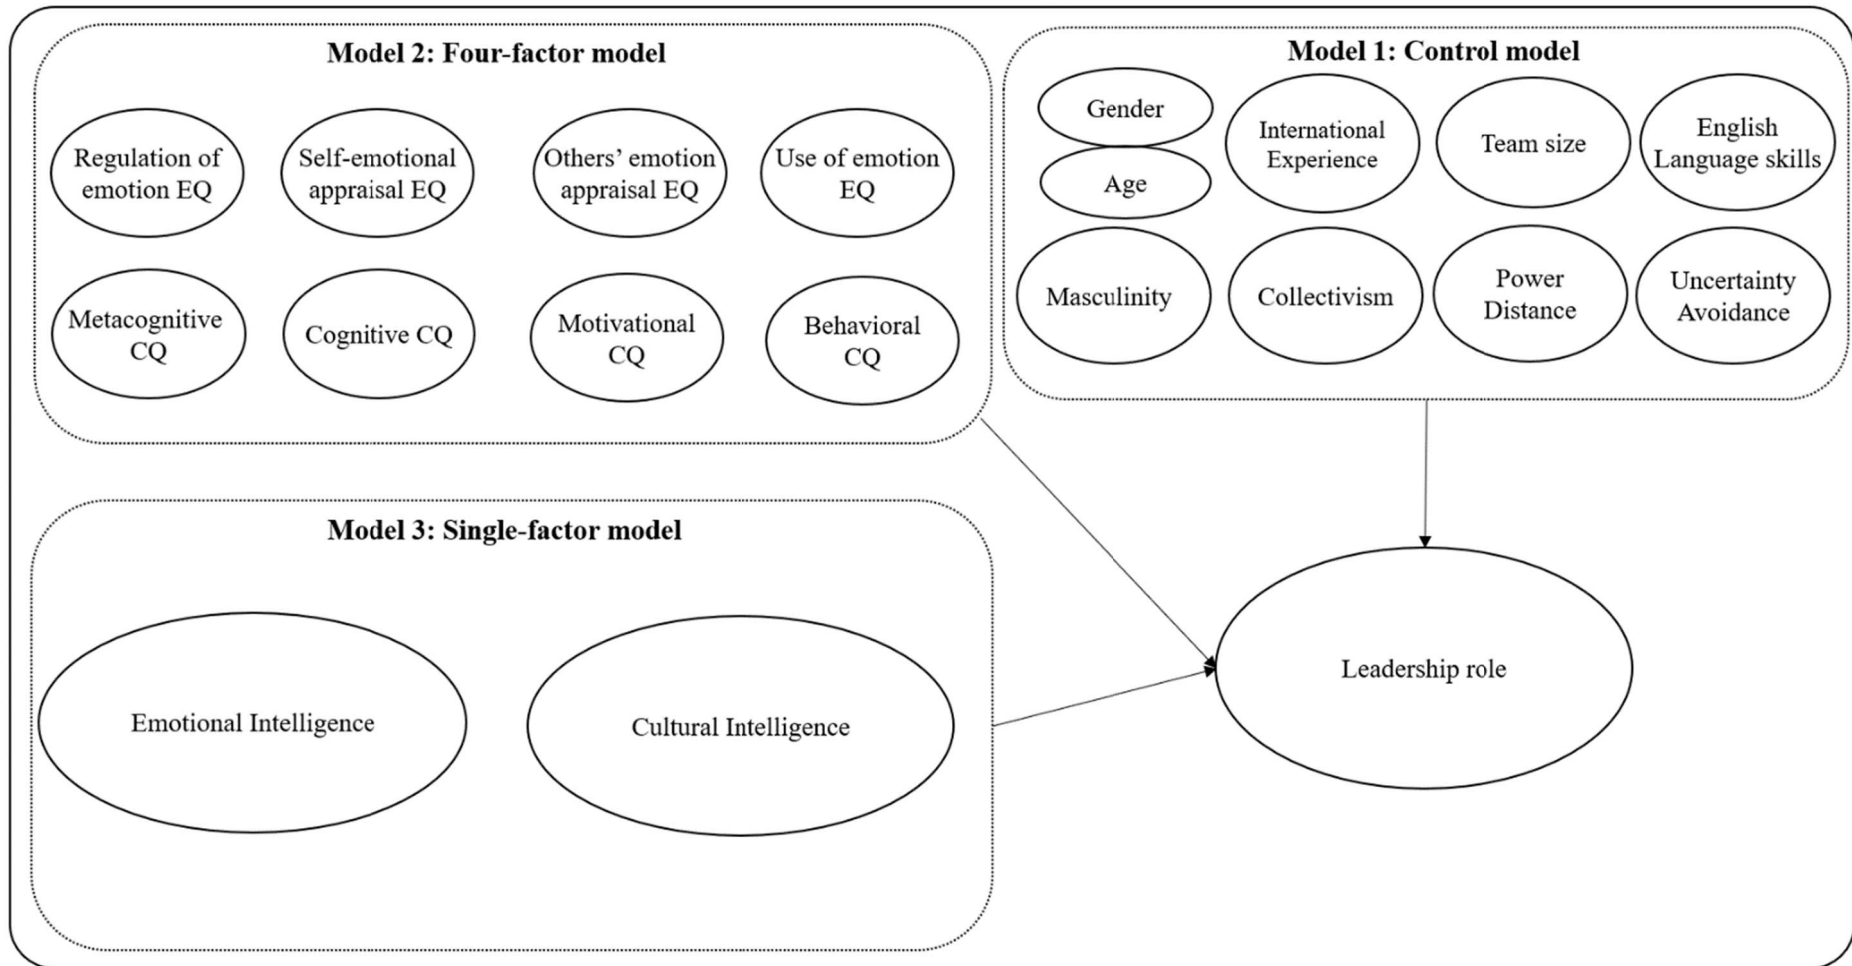 Model 2: Four-factor model
Regulation of
emotion EQ
Self-emotional
appraisal EQ
Others’ emotion
appraisal EQ
Use of emotion
EQ
Metacognitive
CQ
Cognitive CQ
Motivational
CQ
Behavioral
CQ
Model 1: Control model
Gender
Age
International
Experience
Team size
English
Language skills
Masculinity
Collectivism
Power
Distance
Uncertainty
Avoidance
Model 3: Single-factor model
Emotional Intelligence
Cultural Intelligence
Leadership role